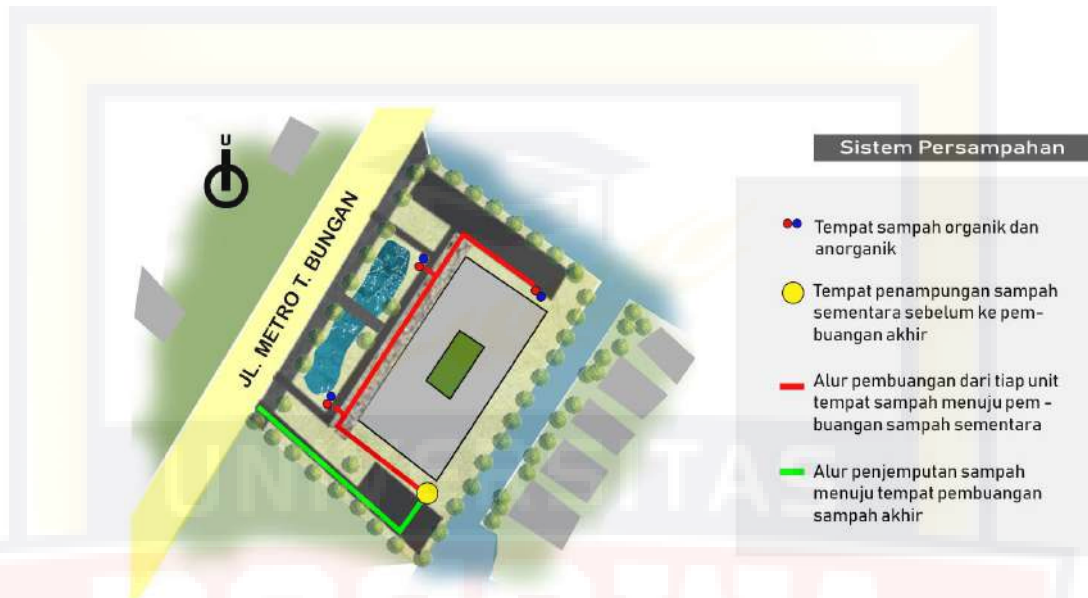 U
JL. METRO T. BUNGAN
Sistem Persampahan
Tempat sampah organik dan
anorganik
Tempat penampungan sampah
sementara sebelum ke pem-
buangan akhir
Alur pembuangan dari tiap unit
tempat sampah menuju pem -
buangan sampah sementara
Alur penjemputan sampah
menuju tempat pembuangan
sampah akhir
UNIVERSITAS